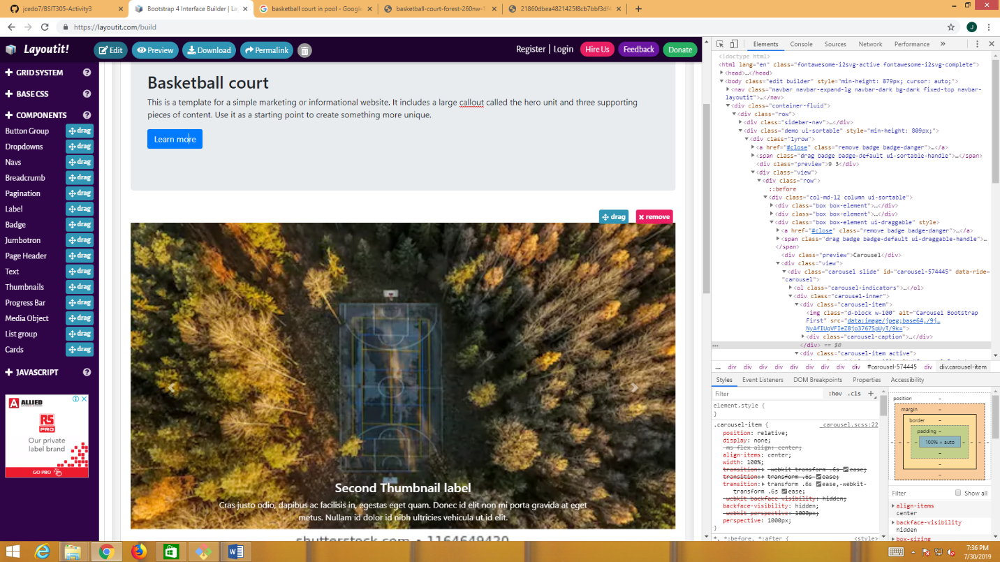 jcedo7/BSIT305-Activity3
Bootstrap 4 Interface Builder | La
basketball court in pool - Google
basketball-court-forest-260nw-1
21860dbea4821425f8cb7bbf3df4
https://layoutit.com/build
J
Layoutit!
Edit
Preview
Download
Permalink
Register | Login
Hire Us
Feedback
Donate
GRID SYSTEM
BASE CSS
COMPONENTS
Button Group drag
Dropdowns drag
Navs drag
Breadcrumb drag
Pagination drag
Label drag
Badge drag
Jumbotron drag
Page Header drag
Text drag
Thumbnails drag
Progress Bar drag
Media Object drag
List group drag
Cards drag
JAVASCRIPT
ALLIED
RS
PRO
Our private
label brand
GO PRO
Basketball court
This is a template for a simple marketing or informational website. It includes a large callout called the hero unit and three supporting
pieces of content. Use it as a starting point to create something more unique.
Learn more
drag
remove
Second Thumbnail label
Cras justo odio, dapibus ac facilisis in, egestas eget quam. Donec id elit non mi porta gravida at eget
metus. Nullam id dolor id nibh ultricies vehicula ut id elit.
shutterstock.com • 1164649420
Elements Console Sources Network Performance »
<!doctype html>
<html lang="en" class="fontawesome-i2svg-active fontawesome-i2svg-complete">
<head>…</head>
<body class="edit builder" style="min-height: 879px; cursor: auto;">
<nav class="navbar navbar-expand-lg navbar-dark bg-dark fixed-top navbar-
layoutit">…</nav>
<div class="container-fluid">
<div class="row">
<div class="sidebar-nav">…</div>
<div class="demo ui-sortable" style="min-height: 809px;">
<div class="lyrow">
<a href="#close" class="remove badge badge-danger">…</a>
<span class="drag badge badge-default ui-sortable-handle">…</span>
<div class="preview">9 3</div>
<div class="view">
<div class="row">
::before
<div class="col-md-12 column ui-sortable">
<div class="box box-element">…</div>
<div class="box box-element">…</div>
<div class="box box-element ui-draggable" style>
<a href="#close" class="remove badge badge-danger">…</a>
<span class="drag badge badge-default ui-draggable-handle">…
</span>
<div class="preview">Carousel</div>
<div class="view">
<div class="carousel slide" id="carousel-574445" data-ride=
"carousel">
<ol class="carousel-indicators">…</ol>
<div class="carousel-inner">
<div class="carousel-item">
<img class="d-block w-100" alt="Carousel Bootstrap
First" src="data:image/jpeg;base64,/9j…
NyAfIUqVFIeZ8jo3767SpUyT/9k=">
<div class="carousel-caption">…</div>
</div> == $0
<div class="carousel-item active">
... div div div div div div div div div #carousel-574445 div div.carousel-item
Styles Event Listeners DOM Breakpoints Properties Accessibility
Filter :hov .cls +
element.style {
}
.carousel-item { _carousel.scss:22
position: relative;
display: none;
-ms-flex-align: center;
align-items: center;
width: 100%;
transition: -webkit-transform .6s ease;
transition: transform .6s ease;
transition: transform .6s ease,-webkit-
transform .6s ease;
-webkit-backface-visibility: hidden;
backface-visibility: hidden;
-webkit-perspective: 1000px;
perspective: 1000px;
}
*, *:before, *:after { <style>
position –
margin –
border –
padding –
100% × auto
Filter Show all
align-items
center
backface-visibility
hidden
box-sizing
7:36 PM
7/30/2019